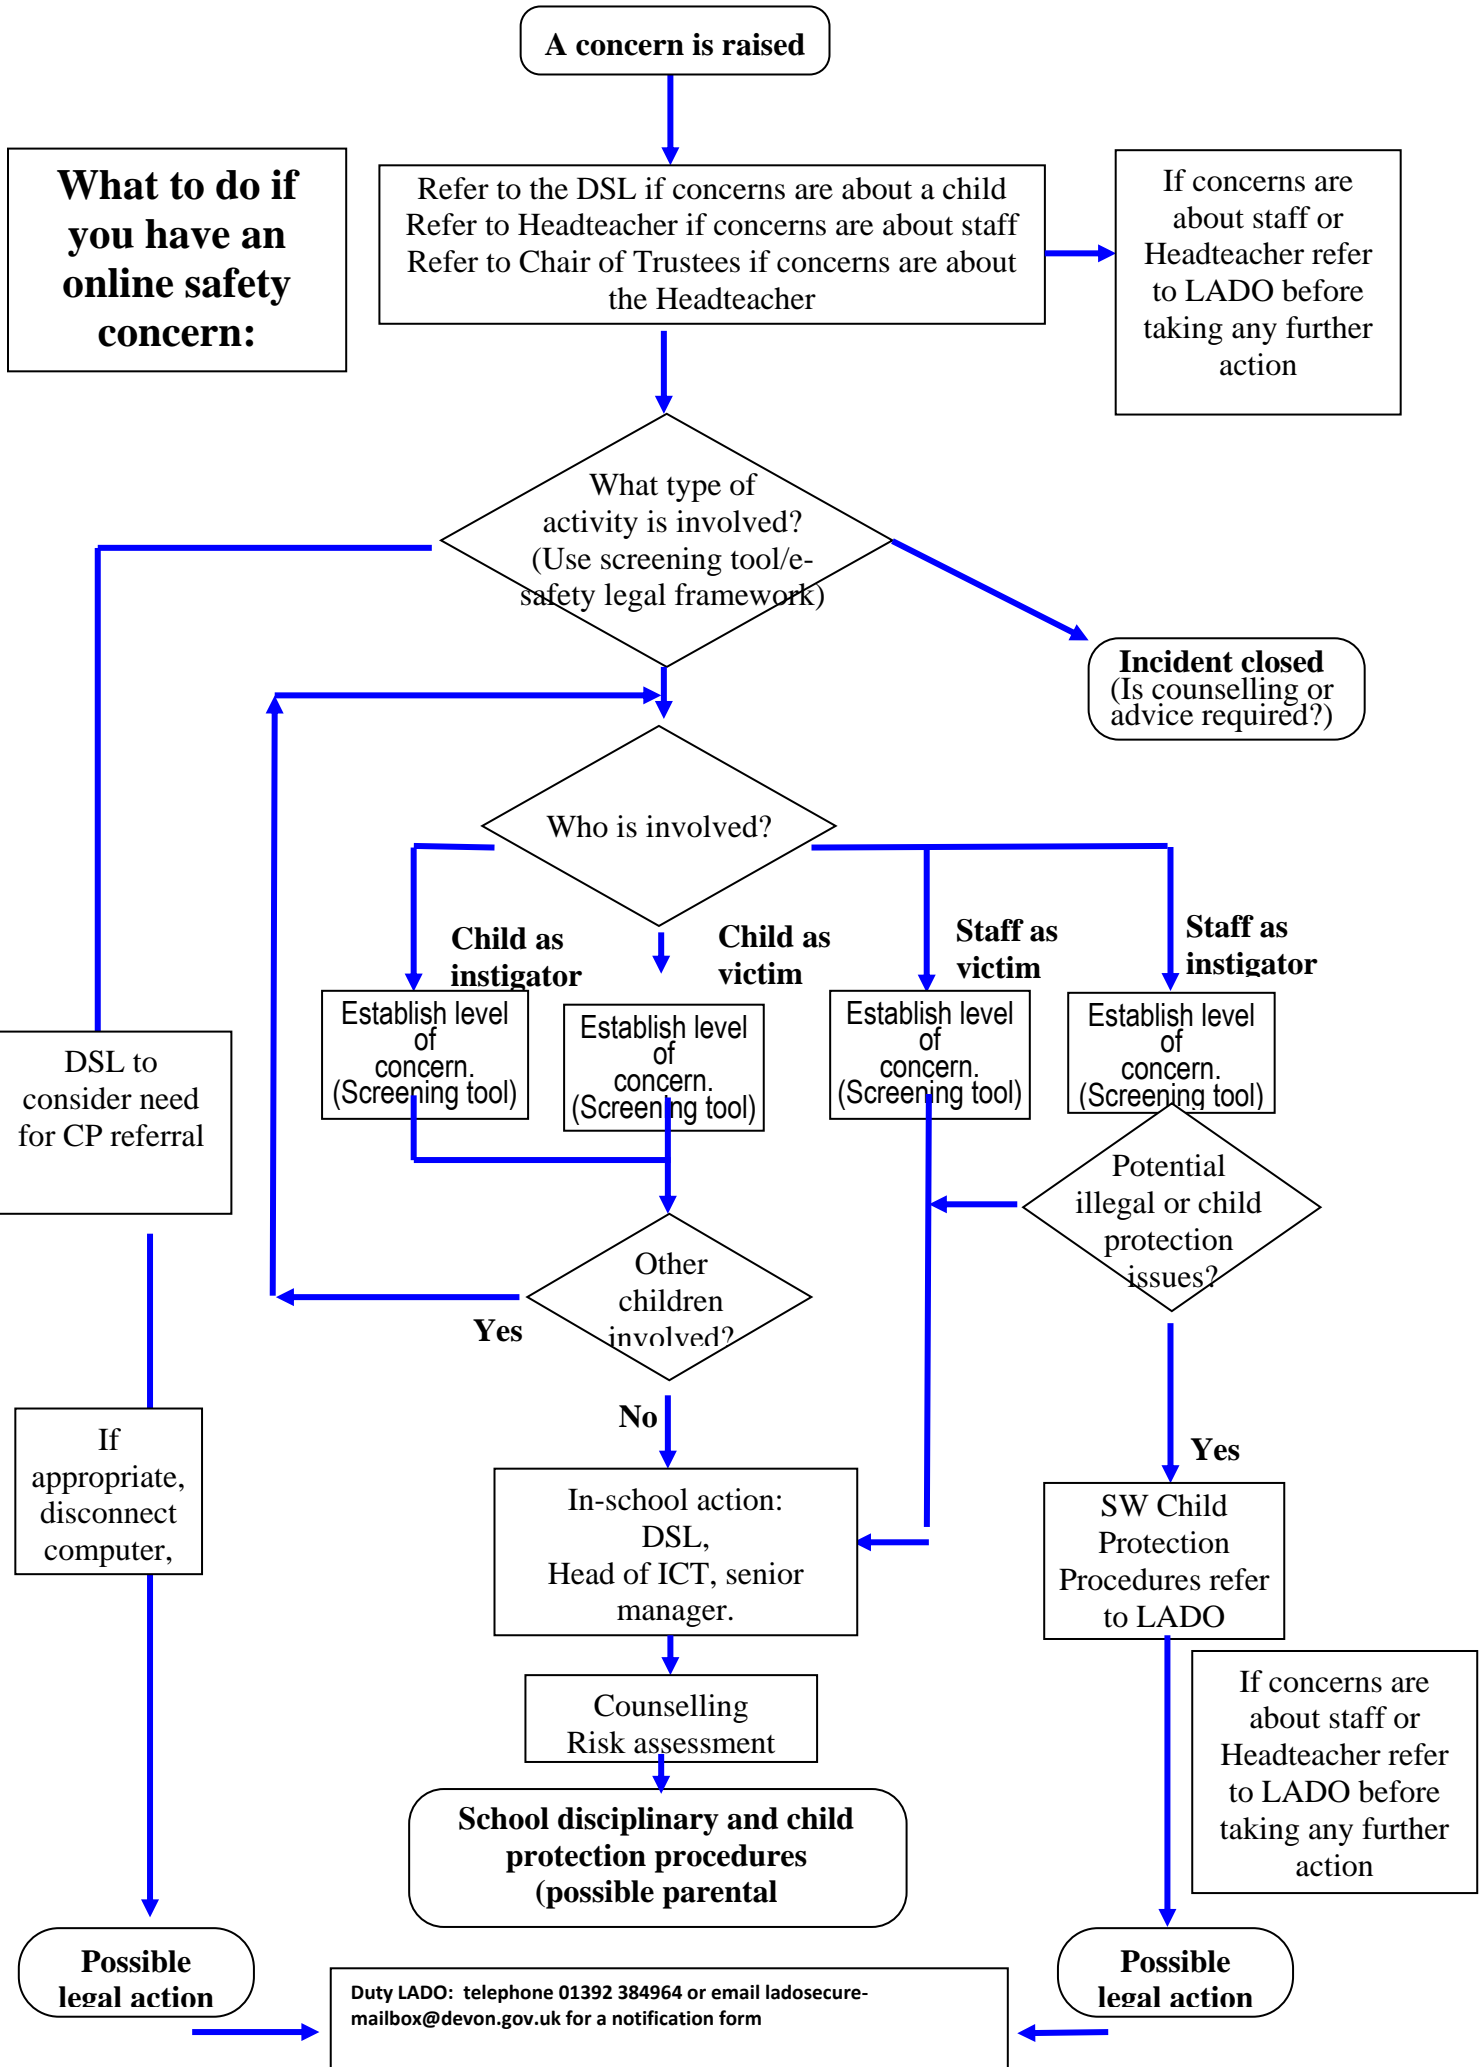 A concern is raised
What to do if
you have an
online safety
concern:
Refer to the DSL if concerns are about a child
Refer to Headteacher if concerns are about staff
Refer to Chair of Trustees if concerns are about
the Headteacher
If concerns are
about staff or
Headteacher refer
to LADO before
taking any further
action
What type of
activity is involved?
(Use screening tool/e-
safety legal framework)
Incident closed
(Is counselling or
advice required?)
Who is involved?
Child as
instigator
Child as
victim
Staff as
victim
Staff as
instigator
Establish level
of
concern.
(Screening tool)
Establish level
of
concern.
(Screening tool)
Establish level
of
concern.
(Screening tool)
Establish level
of
concern.
(Screening tool)
DSL to
consider need
for CP referral
Potential
illegal or child
protection
issues?
Other
children
involved?
Yes
No
Yes
If
appropriate,
disconnect
computer,
In-school action:
DSL,
Head of ICT, senior
manager.
SW Child
Protection
Procedures refer
to LADO
Counselling
Risk assessment
If concerns are
about staff or
Headteacher refer
to LADO before
taking any further
action
School disciplinary and child
protection procedures
(possible parental
Possible
legal action
Possible
legal action
Duty LADO: telephone 01392 384964 or email ladosecure-
mailbox@devon.gov.uk for a notification form